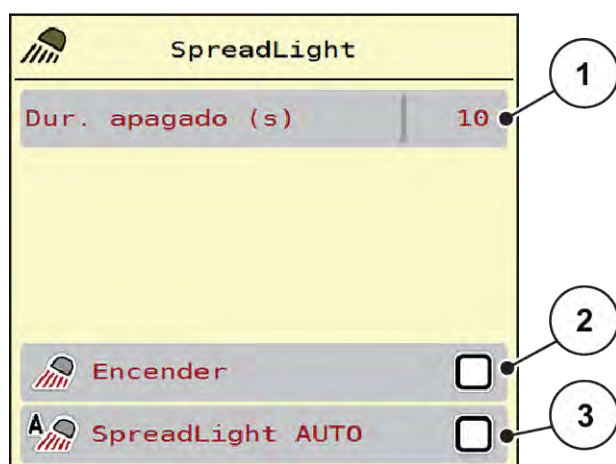 SpreadLight
Dur. apagado (s) 10
1
Encender
2
A SpreadLight AUTO
3